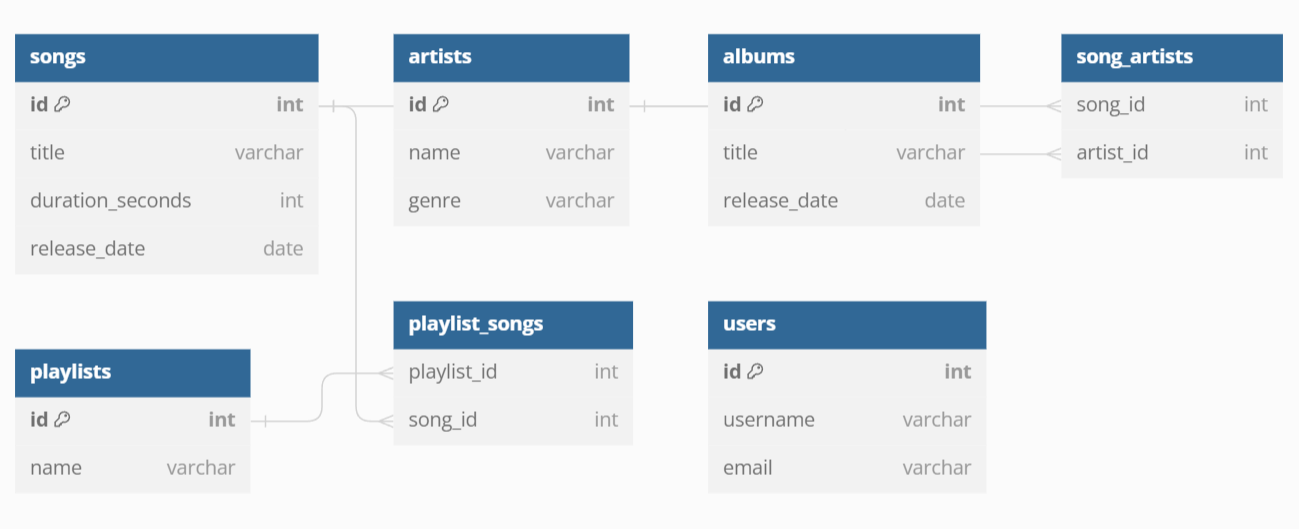 songs
id int
title varchar
duration_seconds int
release_date date
artists
id int
name varchar
genre varchar
albums
id int
title varchar
release_date date
song_artists
song_id int
artist_id int
playlists
id int
name varchar
playlist_songs
playlist_id int
song_id int
users
id int
username varchar
email varchar